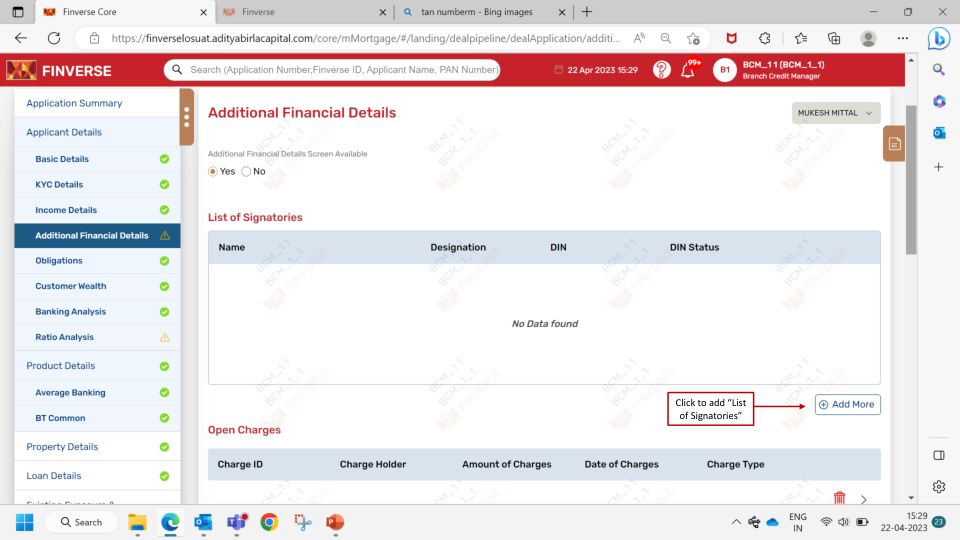 Finverse Core
Finverse
tan numberm - Bing images
https://finverselosuat.adityabirlacapital.com/core/mMortgage/#/landing/dealpipeline/dealApplication/additi...
FINVERSE
Search (Application Number,Finverse ID, Applicant Name, PAN Number)
22 Apr 2023 15:29
99+
B1
BCM_11 (BCM_1_1)
Branch Credit Manager
Application Summary
Applicant Details
Basic Details
KYC Details
Income Details
Additional Financial Details
Obligations
Customer Wealth
Banking Analysis
Ratio Analysis
Product Details
Average Banking
BT Common
Property Details
Loan Details
Additional Financial Details
MUKESH MITTAL
Additional Financial Details Screen Available
Yes No
List of Signatories
Name Designation DIN DIN Status
No Data found
Click to add "List
of Signatories"
Add More
Open Charges
Charge ID Charge Holder Amount of Charges Date of Charges Charge Type
BCM_11
BCM_1_1
FINVERSE
Search
ENG
IN
15:29
22-04-2023
23